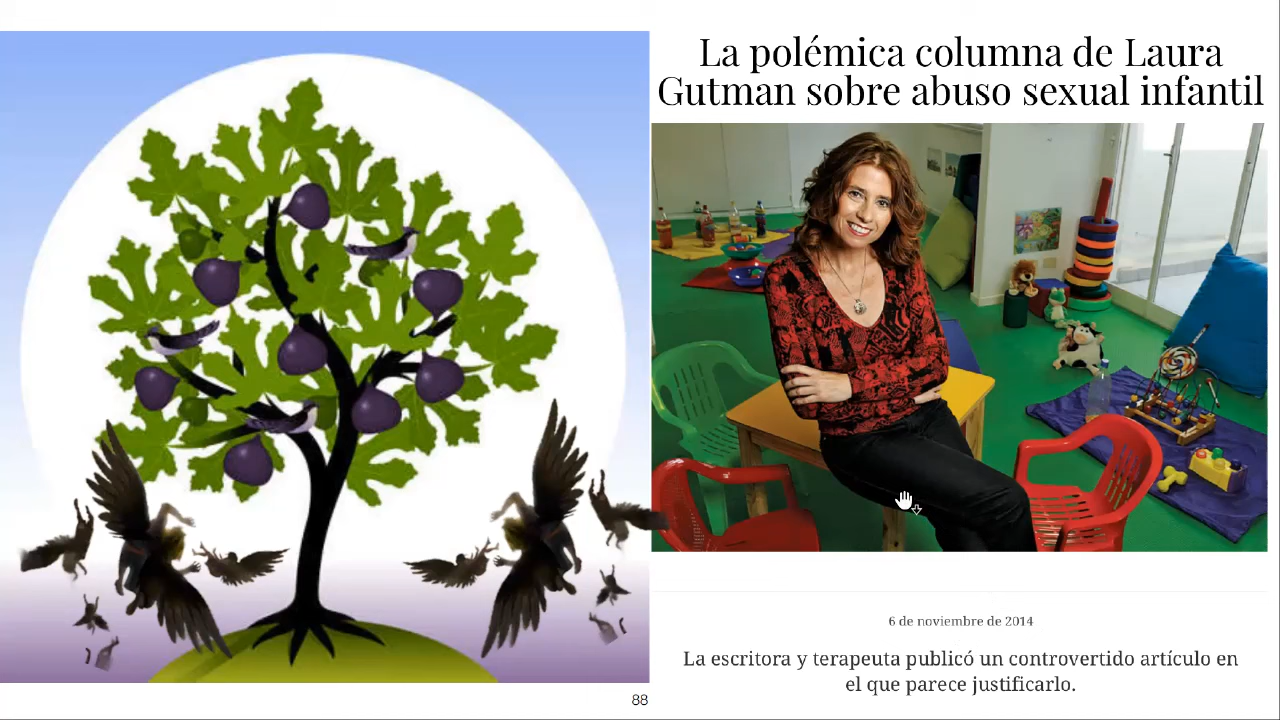 La polémica columna de Laura
Gutman sobre abuso sexual infantil
6 de noviembre de 2014
La escritora y terapeuta publicó un controvertido artículo en
el que parece justificarlo.
88